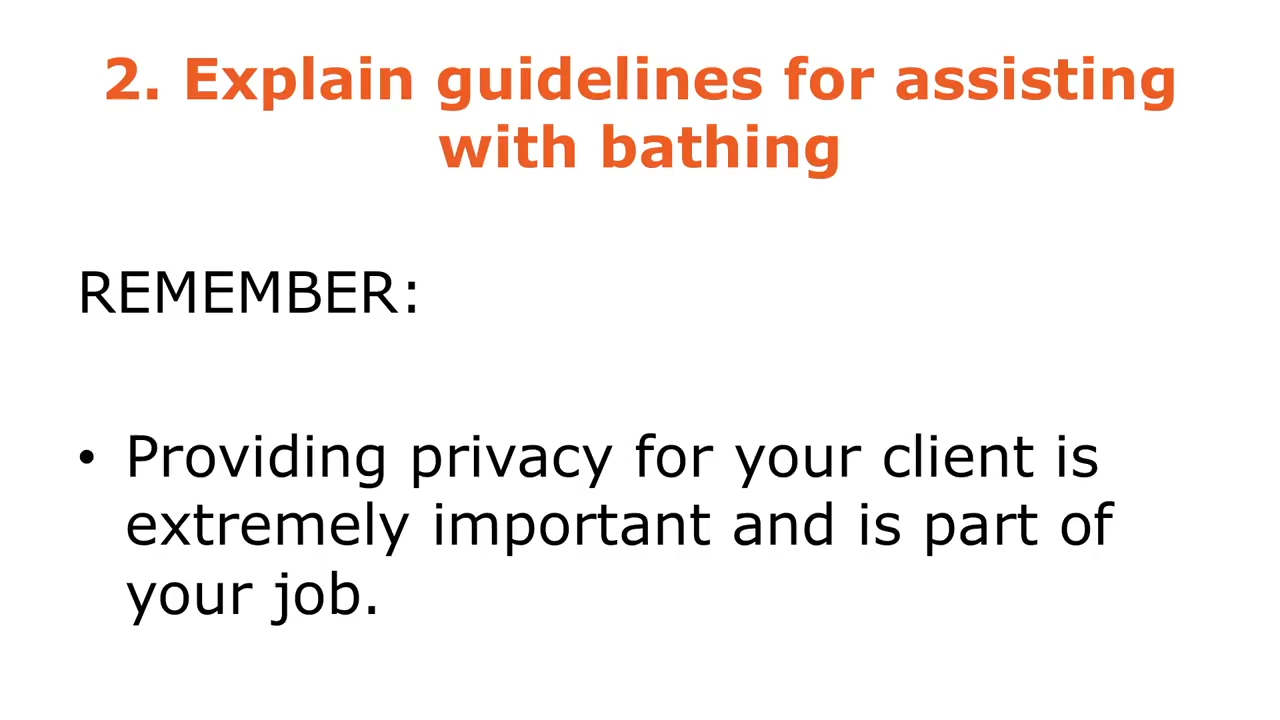 2. Explain guidelines for assisting
with bathing
REMEMBER:
• Providing privacy for your client is
extremely important and is part of
your job.